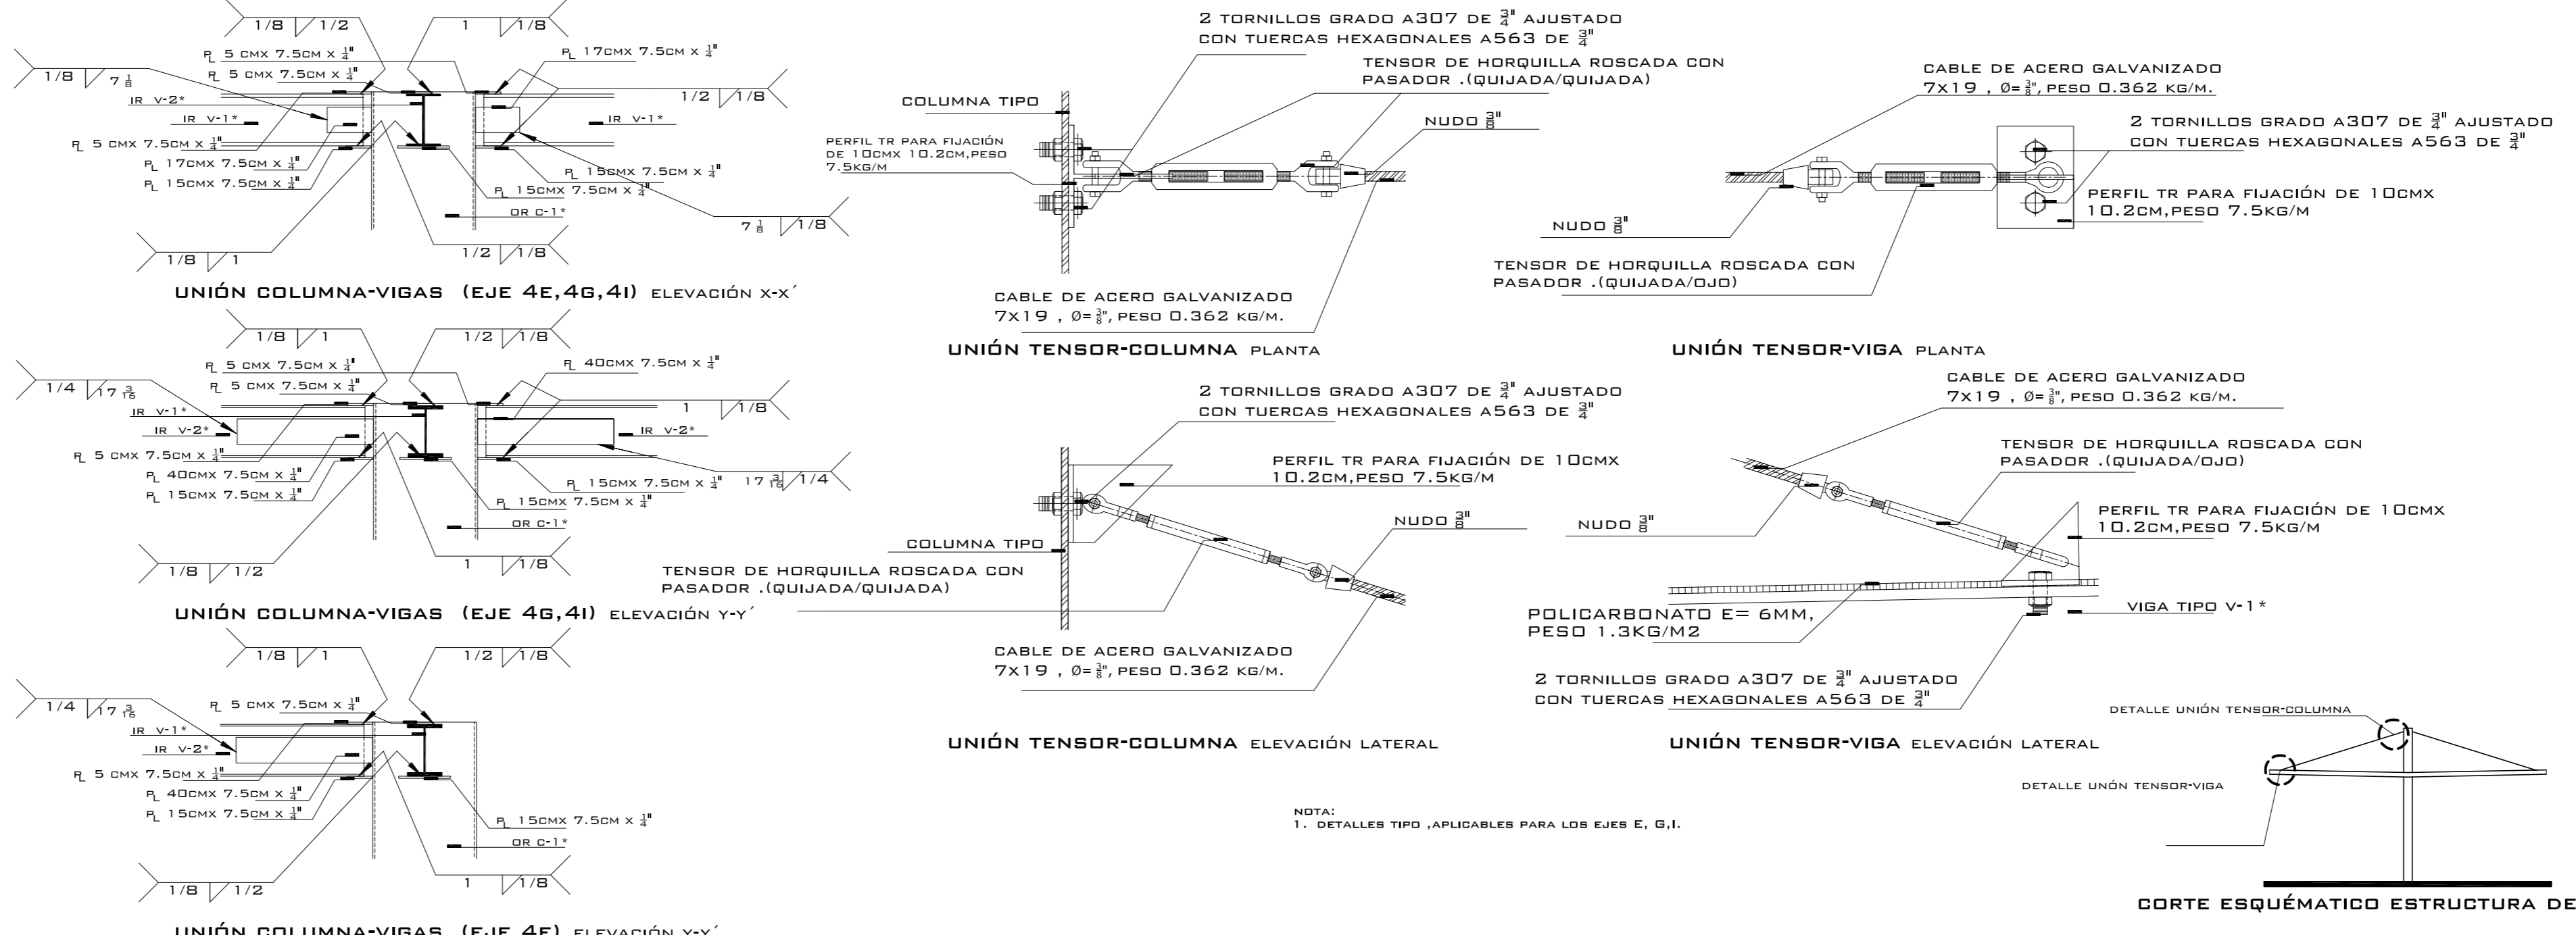 1/8 1/2
1 1/8
PL 5 CMX 7.5CM X 1/4"
PL 17CMX 7.5CM X 1/4"
1/8 7 1/8
PL 5 CMX 7.5CM X 1/4"
1/2 1/8
IR V-2*
IR V-1*
IR V-1*
PL 5 CMX 7.5CM X 1/4"
PL 17CMX 7.5CM X 1/4"
PL 15CMX 7.5CM X 1/4"
PL 15CMX 7.5CM X 1/4"
PL 15CMX 7.5CM X 1/4"
OR C-1*
7 1/8 1/8
1/8 1
1/2 1/8
UNIÓN COLUMNA-VIGAS (EJE 4E,4G,4I) ELEVACIÓN X-X´
1/8 1
1/2 1/8
PL 5 CMX 7.5CM X 1/4"
PL 40CMX 7.5CM X 1/4"
1/4 17 3/16
PL 5 CMX 7.5CM X 1/4"
1 1/8
IR V-1*
IR V-2*
IR V-2*
PL 5 CMX 7.5CM X 1/4"
PL 40CMX 7.5CM X 1/4"
PL 15CMX 7.5CM X 1/4"
PL 15CMX 7.5CM X 1/4"
17 3/16 1/4
PL 15CMX 7.5CM X 1/4"
OR C-1*
1/8 1/2
1 1/8
UNIÓN COLUMNA-VIGAS (EJE 4G,4I) ELEVACIÓN Y-Y´
1/8 1
1/2 1/8
1/4 17 3/16
PL 5 CMX 7.5CM X 1/4"
IR V-1*
IR V-2*
PL 5 CMX 7.5CM X 1/4"
PL 40CMX 7.5CM X 1/4"
PL 15CMX 7.5CM X 1/4"
PL 15CMX 7.5CM X 1/4"
OR C-1*
1/8 1/2
1 1/8
UNIÓN COLUMNA-VIGAS (EJE 4E) ELEVACIÓN Y-Y´
2 TORNILLOS GRADO A307 DE 3/4" AJUSTADO
CON TUERCAS HEXAGONALES A563 DE 3/4"
TENSOR DE HORQUILLA ROSCADA CON
PASADOR .(QUIJADA/QUIJADA)
COLUMNA TIPO
NUDO 3/8"
PERFIL TR PARA FIJACIÓN
DE 10CMX 10.2CM,PESO
7.5KG/M
CABLE DE ACERO GALVANIZADO
7X19 , Ø=3/8", PESO 0.362 KG/M.
UNIÓN TENSOR-COLUMNA PLANTA
CABLE DE ACERO GALVANIZADO
7X19 , Ø=3/8", PESO 0.362 KG/M.
2 TORNILLOS GRADO A307 DE 3/4" AJUSTADO
CON TUERCAS HEXAGONALES A563 DE 3/4"
PERFIL TR PARA FIJACIÓN DE 10CMX
10.2CM,PESO 7.5KG/M
NUDO 3/8"
TENSOR DE HORQUILLA ROSCADA CON
PASADOR .(QUIJADA/OJO)
UNIÓN TENSOR-VIGA PLANTA
2 TORNILLOS GRADO A307 DE 3/4" AJUSTADO
CON TUERCAS HEXAGONALES A563 DE 3/4"
PERFIL TR PARA FIJACIÓN DE 10CMX
10.2CM,PESO 7.5KG/M
NUDO 3/8"
COLUMNA TIPO
TENSOR DE HORQUILLA ROSCADA CON
PASADOR .(QUIJADA/QUIJADA)
CABLE DE ACERO GALVANIZADO
7X19 , Ø=3/8", PESO 0.362 KG/M.
UNIÓN TENSOR-COLUMNA ELEVACIÓN LATERAL
CABLE DE ACERO GALVANIZADO
7X19 , Ø=3/8", PESO 0.362 KG/M.
TENSOR DE HORQUILLA ROSCADA CON
PASADOR .(QUIJADA/OJO)
NUDO 3/8"
PERFIL TR PARA FIJACIÓN DE 10CMX
10.2CM,PESO 7.5KG/M
POLICARBONATO E= 6MM,
PESO 1.3KG/M2
VIGA TIPO V-1*
2 TORNILLOS GRADO A307 DE 3/4" AJUSTADO
CON TUERCAS HEXAGONALES A563 DE 3/4"
UNIÓN TENSOR-VIGA ELEVACIÓN LATERAL
NOTA:
1. DETALLES TIPO ,APLICABLES PARA LOS EJES E, G,I.
DETALLE UNIÓN TENSOR-COLUMNA
DETALLE UNÓN TENSOR-VIGA
CORTE ESQUÉMATICO ESTRUCTURA DE